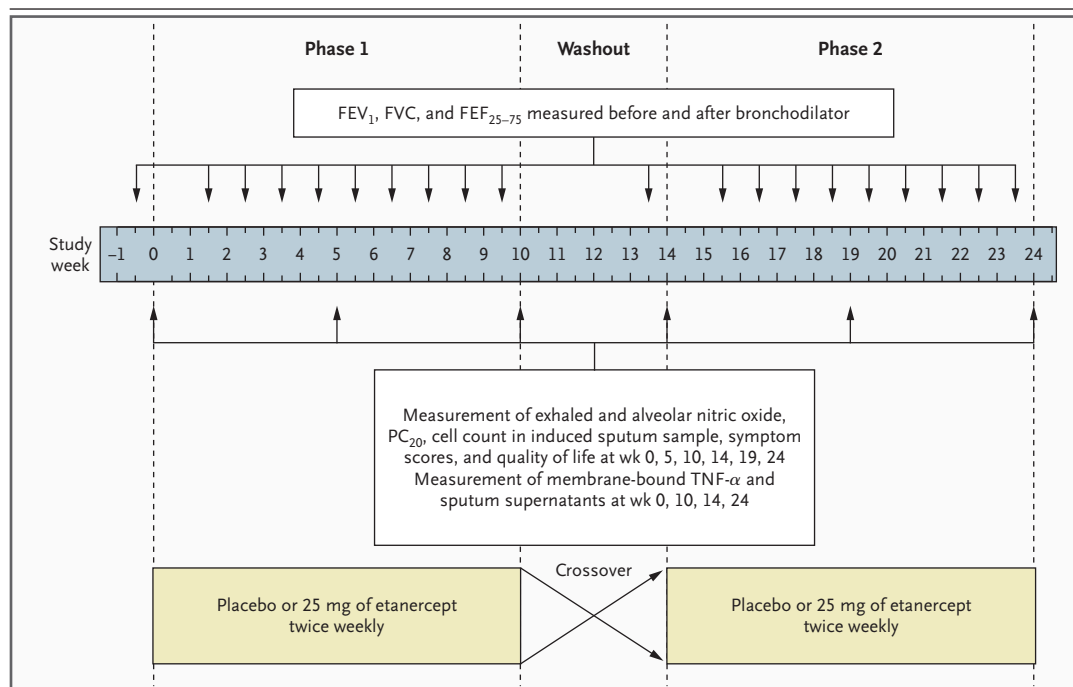 Phase 1
Washout
Phase 2
FEV₁, FVC, and FEF₂₅₋₇₅ measured before and after bronchodilator
Study
week
–1 0 1 2 3 4 5 6 7 8 9 10 11 12 13 14 15 16 17 18 19 20 21 22 23 24
Measurement of exhaled and alveolar nitric oxide,
PC₂₀, cell count in induced sputum sample, symptom
scores, and quality of life at wk 0, 5, 10, 14, 19, 24
Measurement of membrane-bound TNF-α and
sputum supernatants at wk 0, 10, 14, 24
Crossover
Placebo or 25 mg of etanercept
twice weekly
Placebo or 25 mg of etanercept
twice weekly